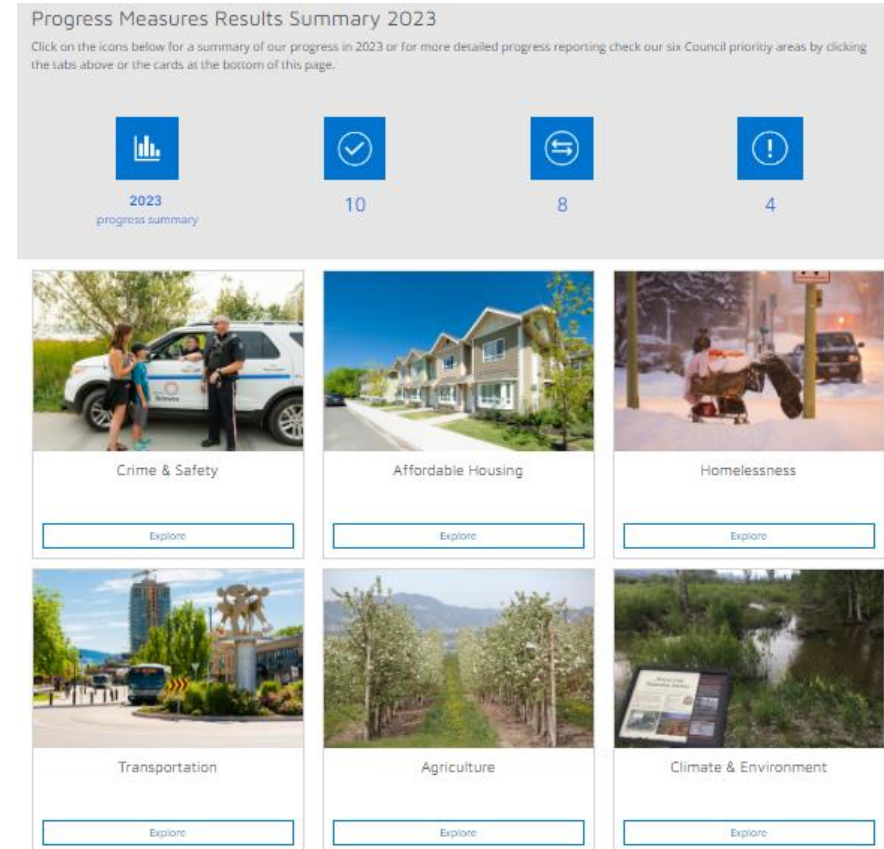 Progress Measures Results Summary 2023
Click on the icons below for a summary of our progress in 2023 or for more detailed progress reporting check our six Council prioritiy areas by clicking
the tabs above or the cards at the bottom of this page.
2023
progress summary
10
8
4
Crime & Safety
Affordable Housing
Homelessness
Explore
Explore
Explore
Transportation
Agriculture
Climate & Environment
Explore
Explore
Explore